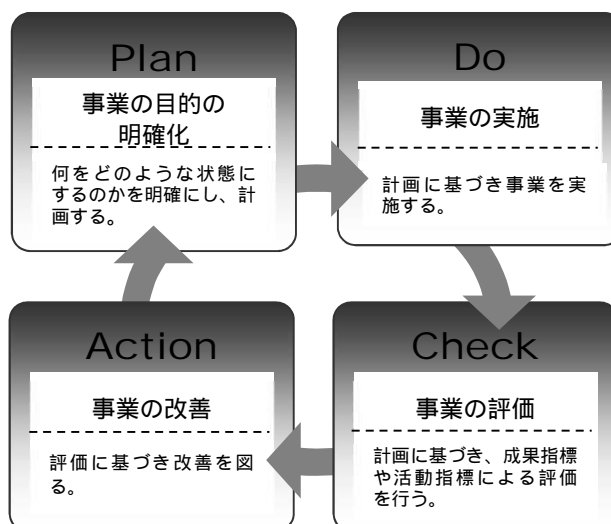 Plan
事業の目的の
明確化
何をどのような状態に
するのかを明確にし、計
画する。
Do
事業の実施
計画に基づき事業を実
施する。
Action
事業の改善
評価に基づき改善を図
る。
Check
事業の評価
計画に基づき、成果指標
や活動指標による評価
を行う。